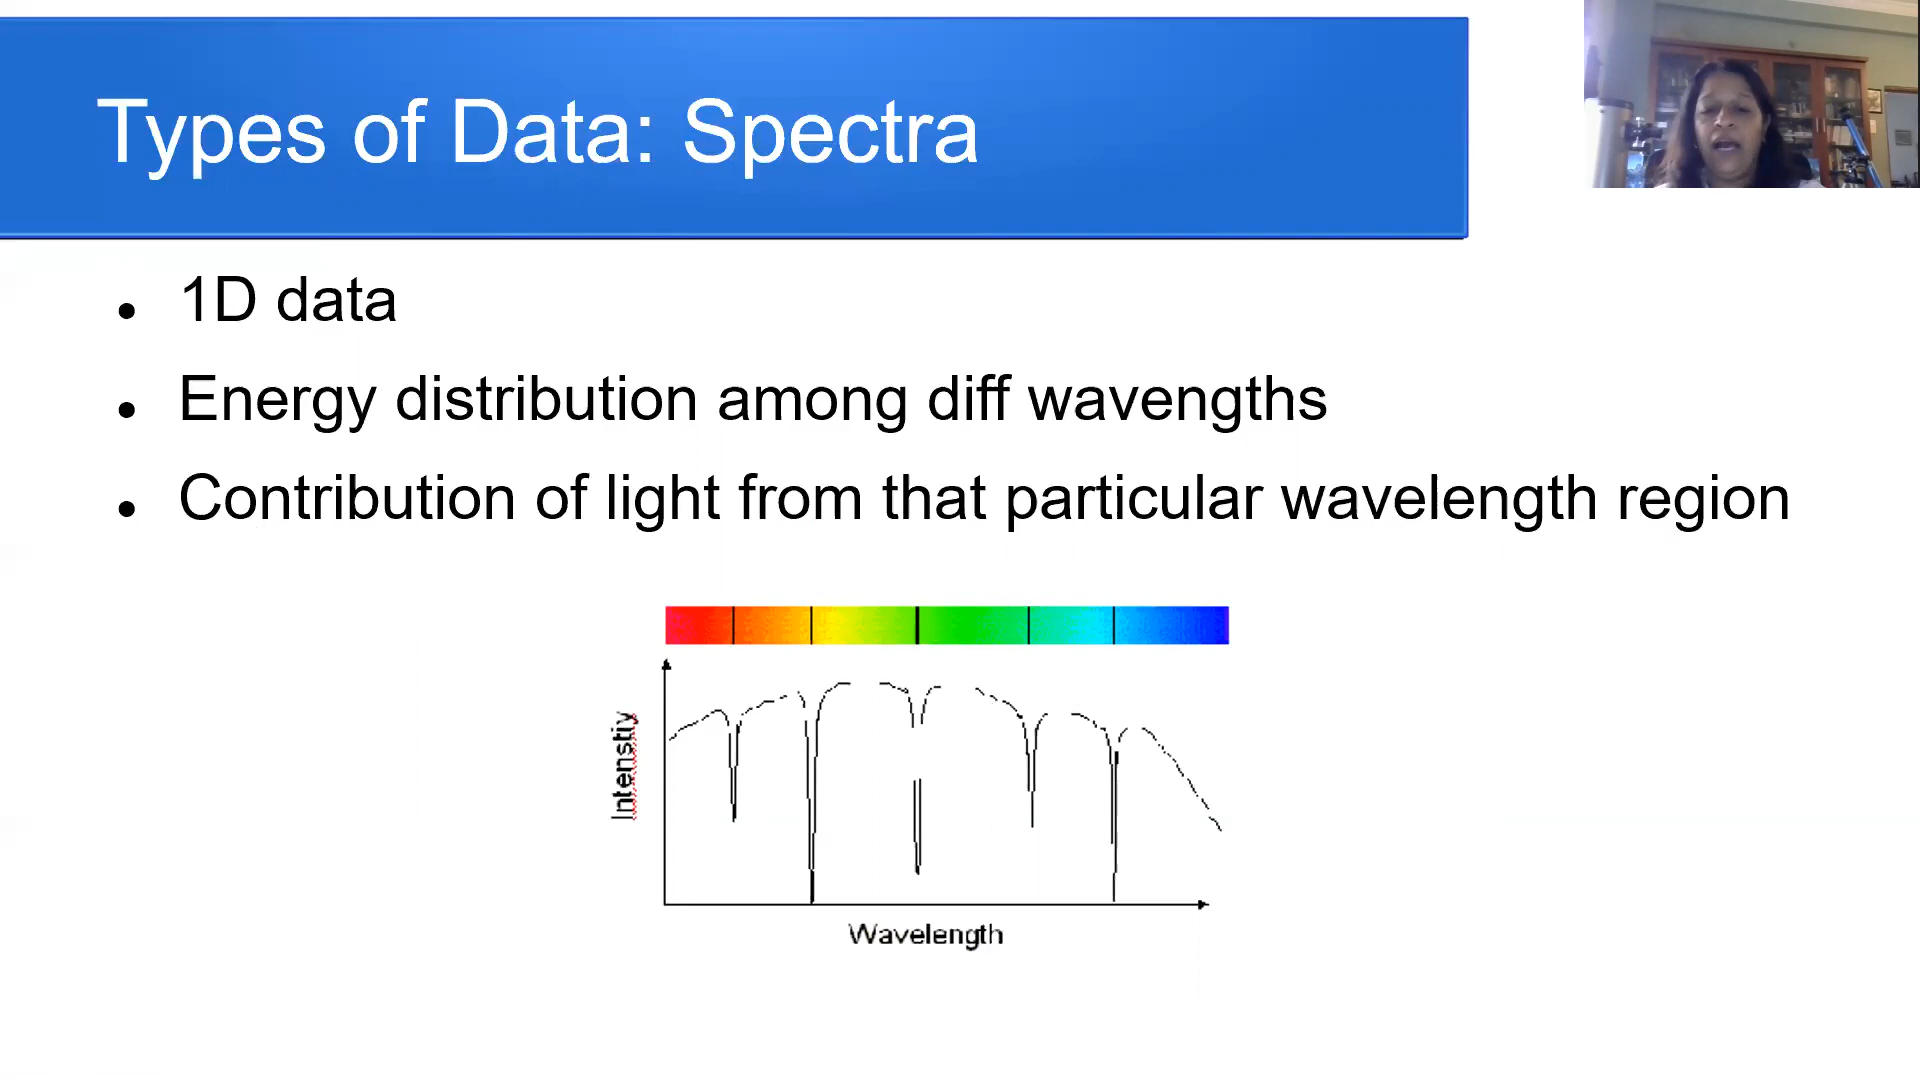 Types of Data: Spectra
1D data
Energy distribution among diff wavengths
Contribution of light from that particular wavelength region
Intenstiy
Wavelength